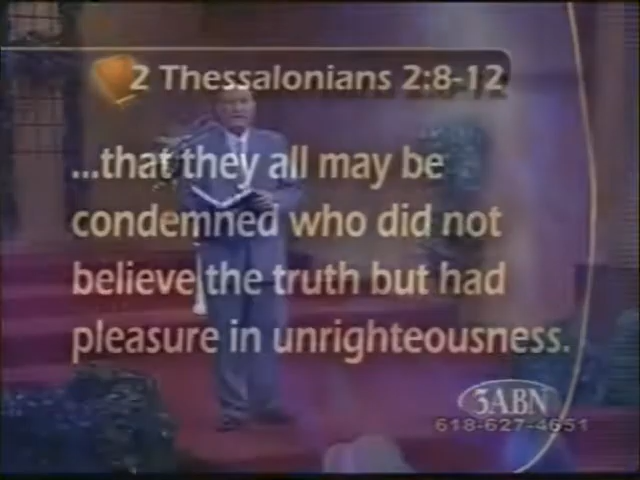 2 Thessalonians 2:8-12
...that they all may be
condemned who did not
believe the truth but had
pleasure in unrighteousness.
3ABN
618-627-4651